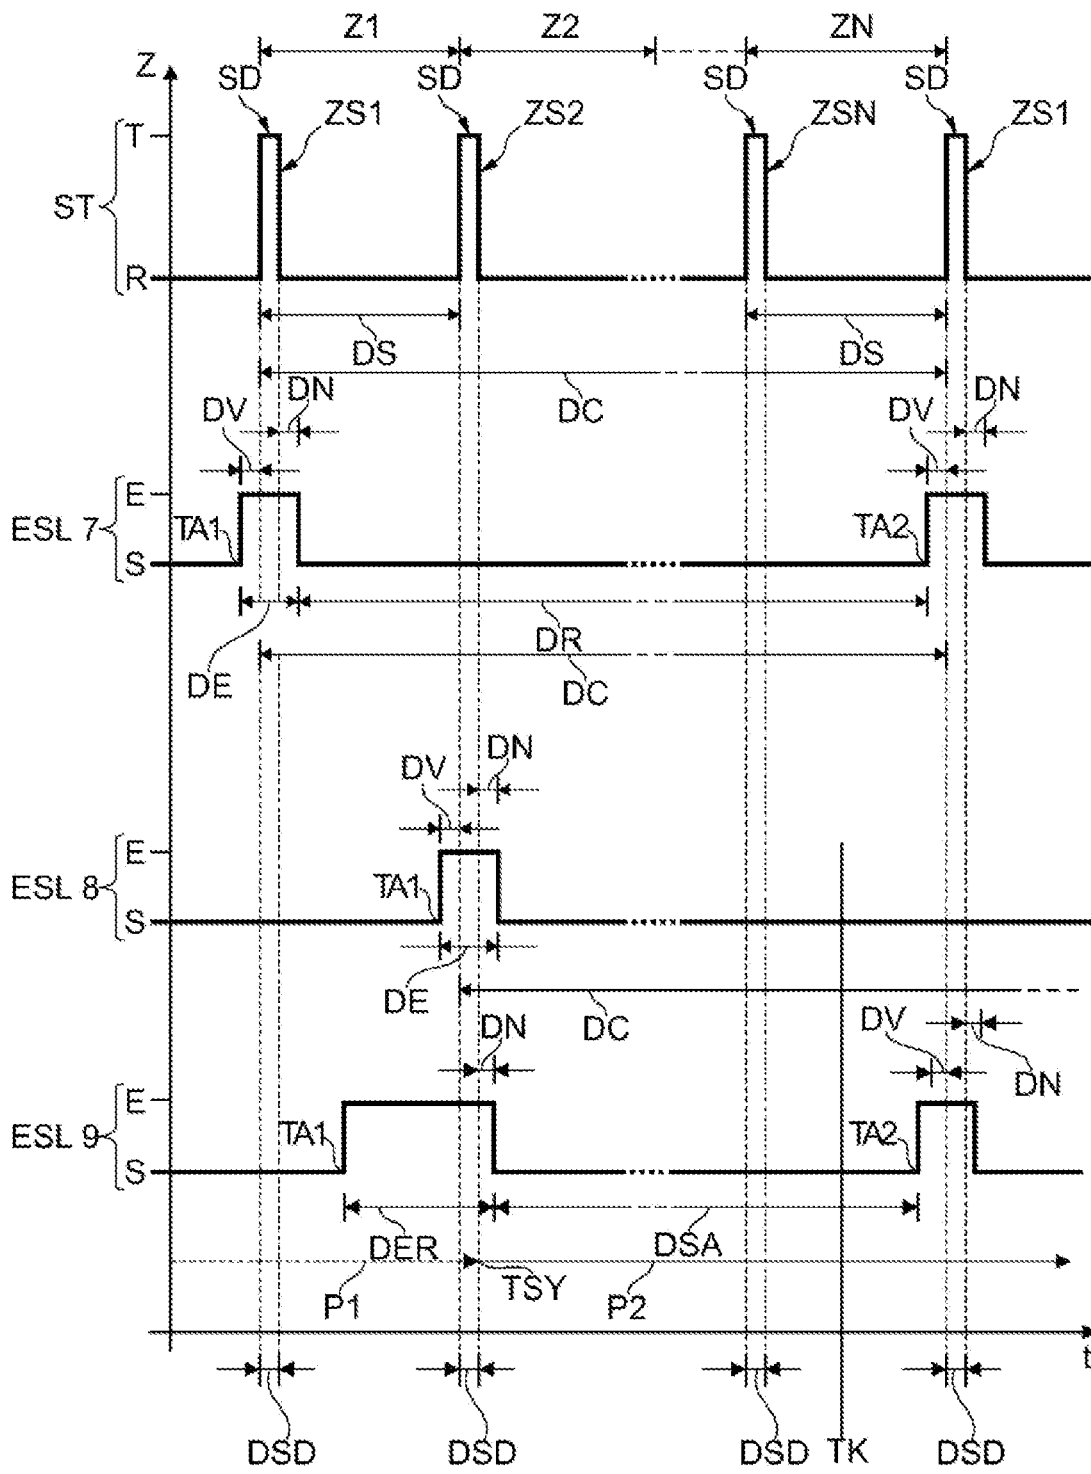 Z1 Z2 ZN
Z SD SD SD SD
T ZS1 ZS2 ZSN ZS1
ST
R
DS DS
DC
DV DN DV DN
E
ESL 7 TA1 TA2
S
DR
DE DC
DV DN
E
ESL 8 TA1
S
DE DC
DN DV DN
E
ESL 9 TA1 TA2
S
DER DSA
P1 TSY P2
t
DSD DSD DSD TK DSD